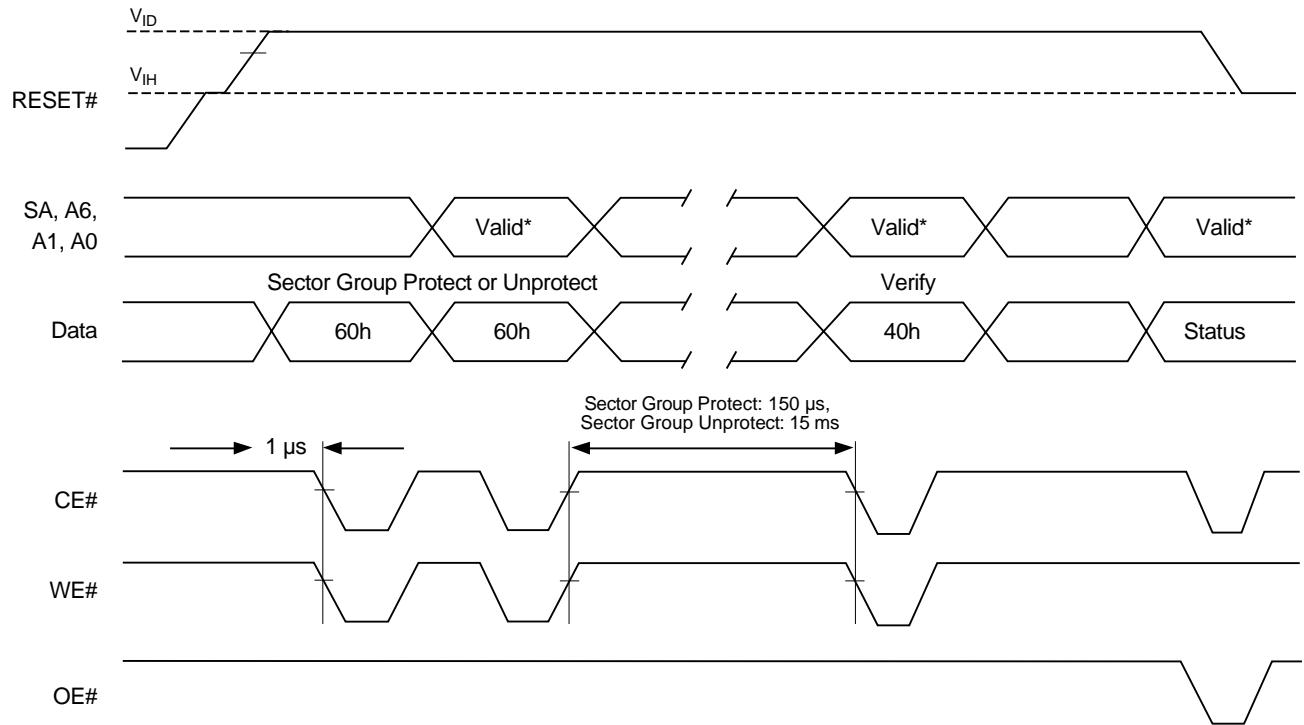 VID
VIH
RESET#
SA, A6,
A1, A0
Valid*
Valid*
Valid*
Sector Group Protect or Unprotect
Verify
Data
60h
60h
40h
Status
Sector Group Protect: 150 µs,
Sector Group Unprotect: 15 ms
1 µs
CE#
WE#
OE#